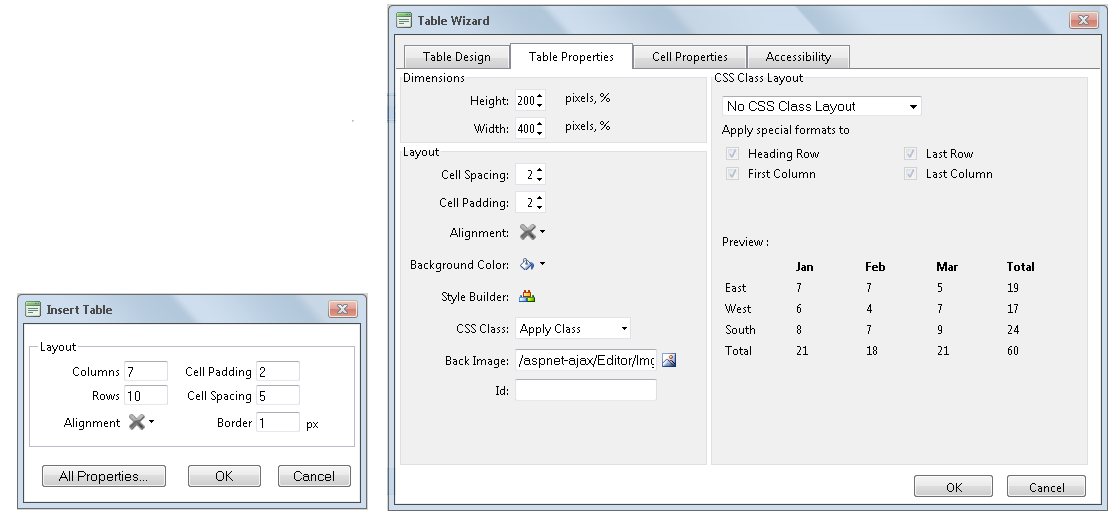 Table Wizard
Table Design Table Properties Cell Properties Accessibility
Dimensions
Height: 200 pixels, %
Width: 400 pixels, %
Layout
Cell Spacing: 2
Cell Padding: 2
Alignment:
Background Color:
Style Builder:
CSS Class: Apply Class
Back Image: /aspnet-ajax/Editor/Img
Id:
CSS Class Layout
No CSS Class Layout
Apply special formats to
Heading Row Last Row
First Column Last Column
Preview :
Jan Feb Mar Total
East 7 7 5 19
West 6 4 7 17
South 8 7 9 24
Total 21 18 21 60
OK Cancel
Insert Table
Layout
Columns 7 Cell Padding 2
Rows 10 Cell Spacing 5
Alignment Border 1 px
All Properties... OK Cancel